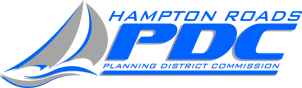 HAMPTON ROADS
PDC
PLANNING DISTRICT COMMISSION